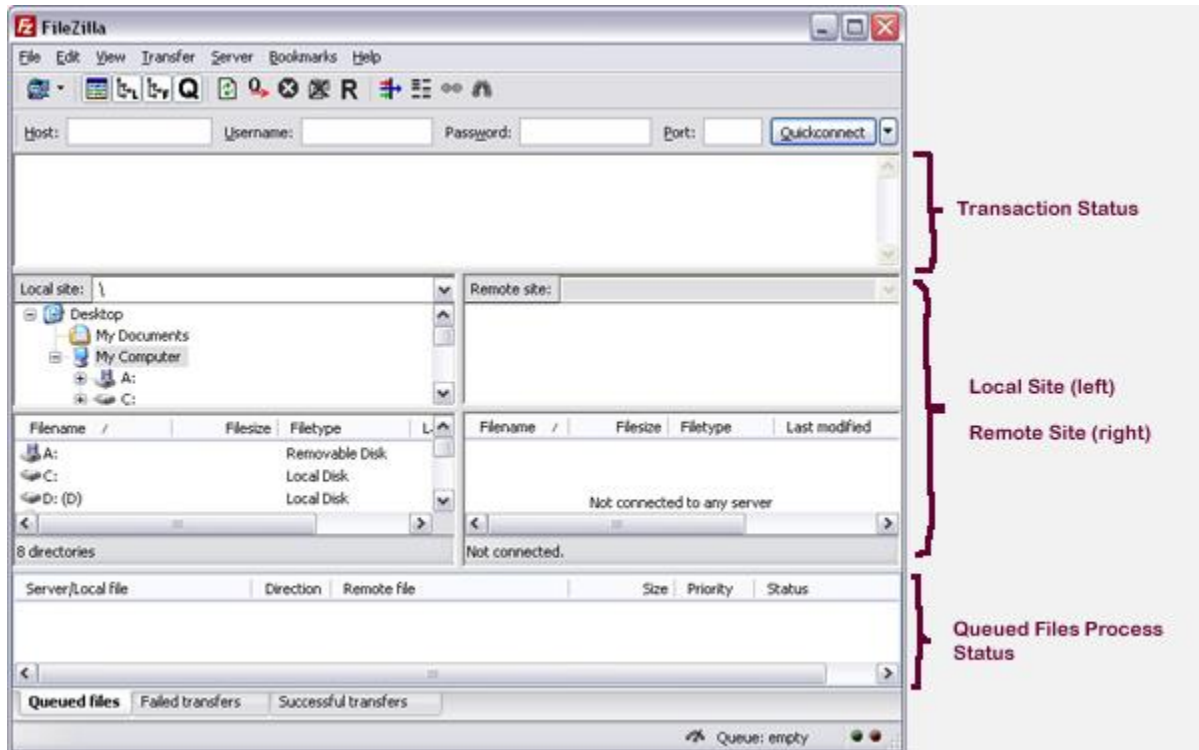 FileZilla
File Edit View Transfer Server Bookmarks Help
Host: Username: Password: Port: Quickconnect
Transaction Status
Local site: \ Remote site:
Desktop
My Documents
My Computer
A:
C:
Local Site (left)
Remote Site (right)
Filename / Filesize Filetype L Filename / Filesize Filetype Last modified
A: Removable Disk
C: Local Disk
D: (D) Local Disk
Not connected to any server
8 directories Not connected.
Server/Local file Direction Remote file Size Priority Status
Queued Files Process
Status
Queued files Failed transfers Successful transfers
Queue: empty